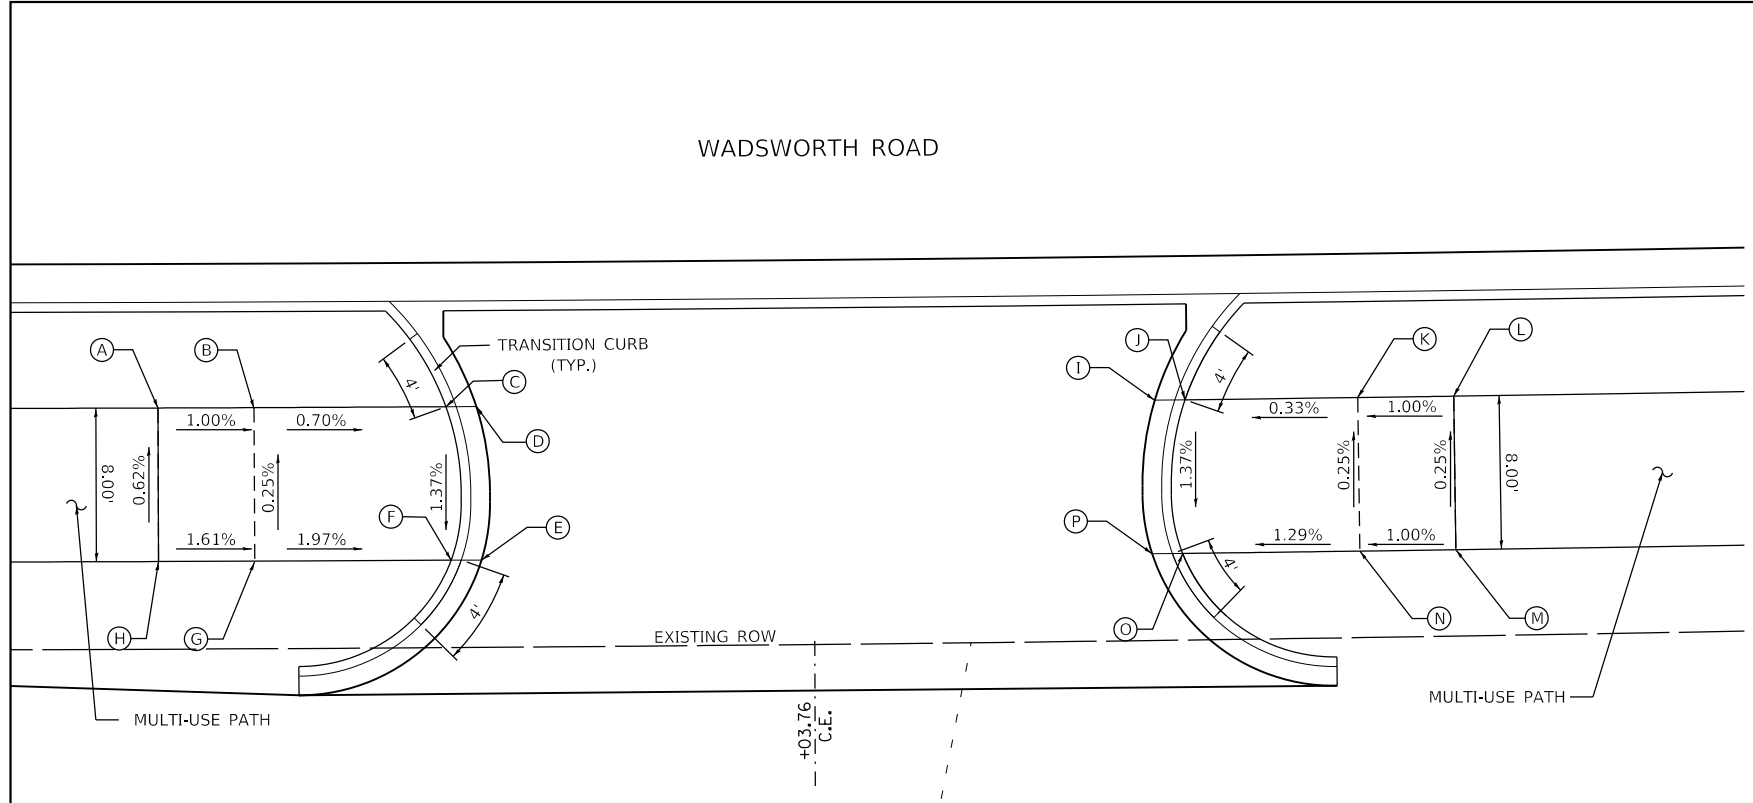 WADSWORTH ROAD
A
B
TRANSITION CURB
(TYP.)
C
4'
D
1.00%
0.70%
0.62%
0.25%
8.00'
1.37%
F
E
1.61%
1.97%
4'
H
G
MULTI-USE PATH
EXISTING ROW
+03.76
C.E.
I
J
K
L
4'
0.33%
1.00%
1.37%
0.25%
0.25%
8.00'
P
1.29%
1.00%
4'
O
N
M
MULTI-USE PATH